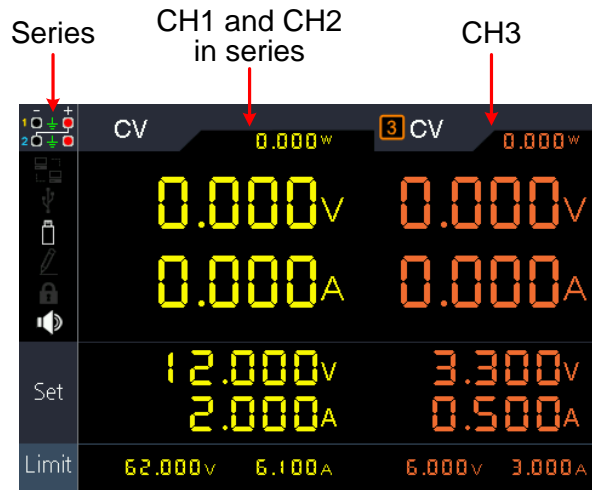 Series
CH1 and CH2
in series
CH3
- +
1
2
CV
0.000W
3 CV
0.000W
0.000V
0.000V
0.000A
0.000A
Set
12.000V
3.300V
2.000A
0.500A
Limit
62.000V 6.100A
6.000V 3.000A